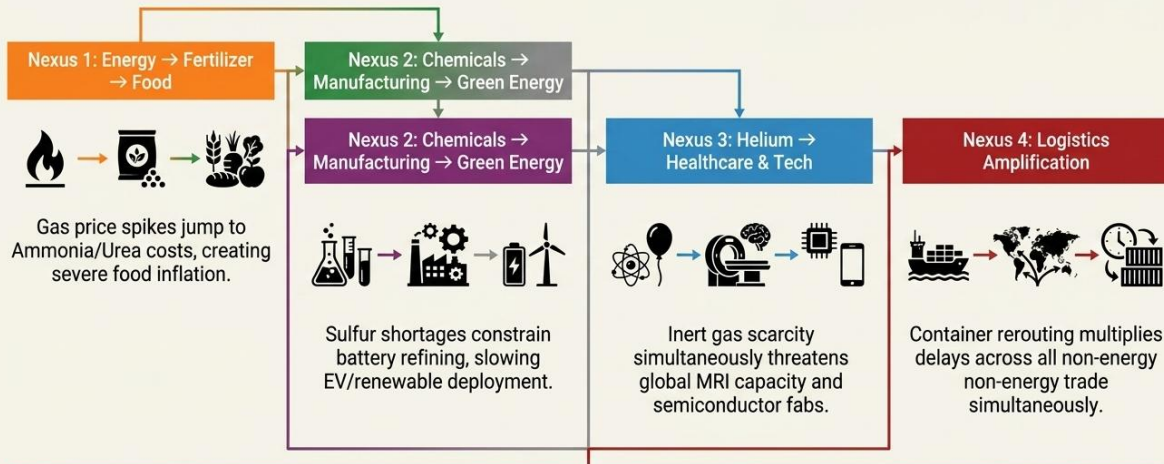 Nexus 1: Energy → Fertilizer
→ Food
Nexus 2: Chemicals →
Manufacturing → Green Energy
Nexus 2: Chemicals →
Manufacturing → Green Energy
Nexus 3: Helium →
Healthcare & Tech
Nexus 4: Logistics
Amplification
Gas price spikes jump to
Ammonia/Urea costs, creating
severe food inflation.
Sulfur shortages constrain
battery refining, slowing
EV/renewable deployment.
Inert gas scarcity
simultaneously threatens
global MRI capacity and
semiconductor fabs.
Container rerouting multiplies
delays across all non-energy
non-energy trade
simultaneously.